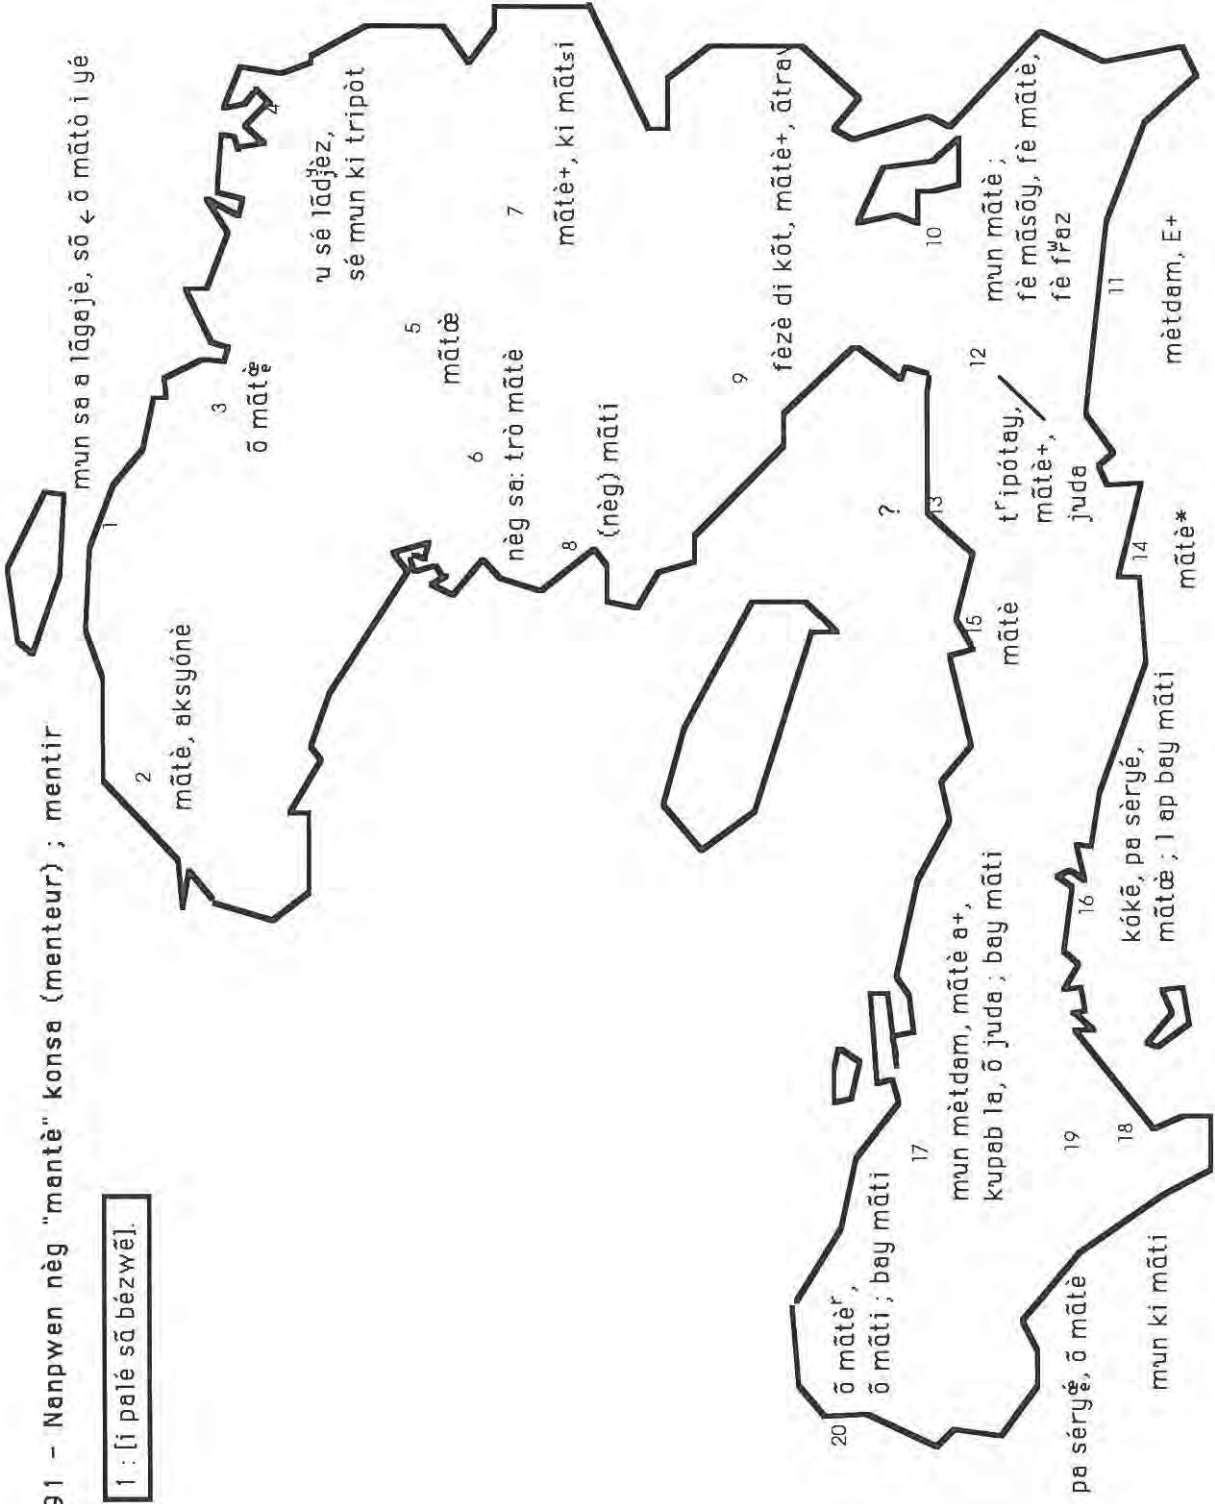 91 - Nanpwen nèg "mantè" konsa (menteur) ; mentir
1 : [i palé sã bézwẽ].
1
mun sa a lãgajè, sõ ç õ mãtò i yé
2
mãtè, aksyónè
3
õ mãtœ̀
4
u sé lãdjèz,
sé mun ki tripòt
5
mãtœ̀
6
nèg sa: trò mãtè
7
mãtè+, ki mãtsi
8
(nèg) mãti
9
fèzè di kõt, mãtè+, ãtray
10
mun mãtè ;
fè mãsõy, fè mãtè,
fè fraz
11
mètdam, E+
12
tʳipótay,
mãtè+,
juda
13
?
14
mãtè*
15
mãtè
16
kókẽ, pa sèryé,
mãtœ̀ ; l ap bay mãti
17
mun mètdam, mãtè a+,
kupab la, õ juda ; bay mãti
18
mun ki mãti
19
pa séryœ̀, õ mãtè
20
õ mãtèʳ,
õ mãti ; bay mãti